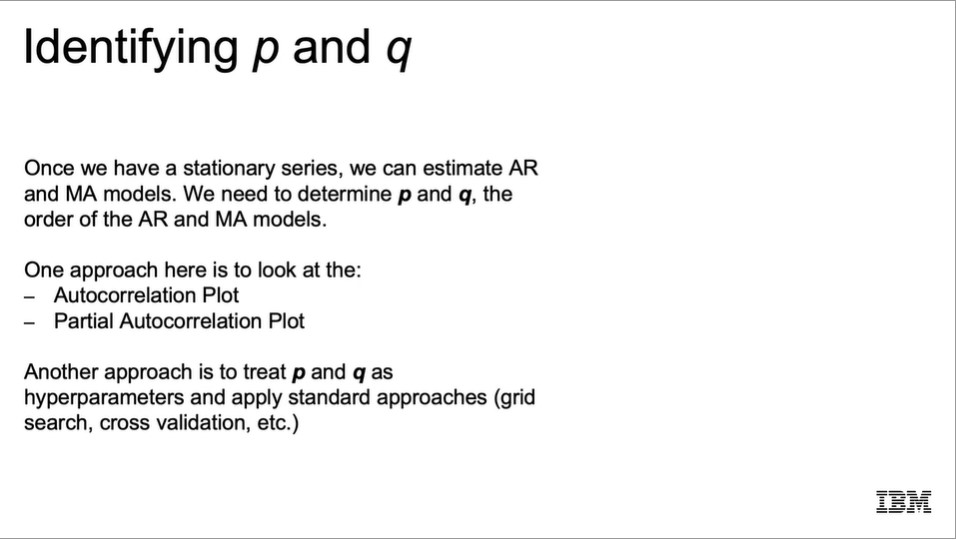 Identifying p and q
Once we have a stationary series, we can estimate AR
and MA models. We need to determine p and q, the
order of the AR and MA models.
One approach here is to look at the:
– Autocorrelation Plot
– Partial Autocorrelation Plot
Another approach is to treat p and q as
hyperparameters and apply standard approaches (grid
search, cross validation, etc.)
IBM